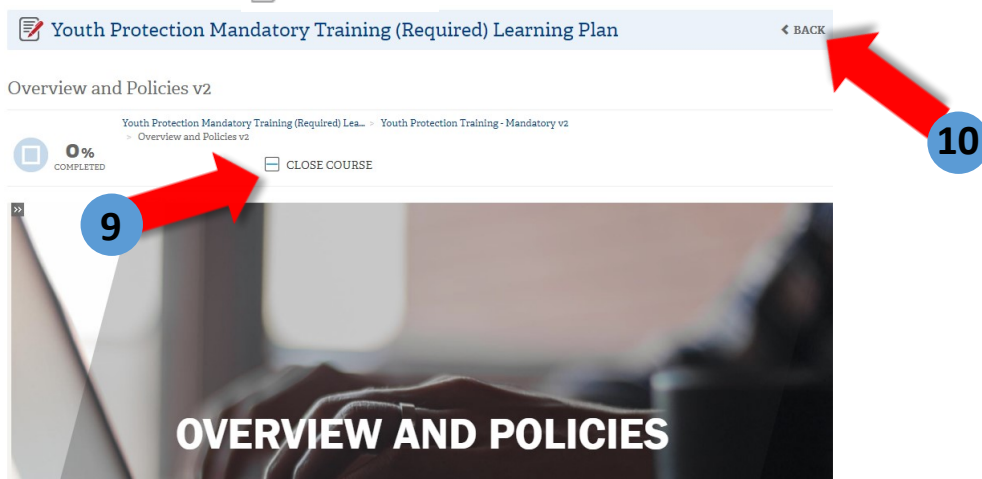 Youth Protection Mandatory Training (Required) Learning Plan
BACK
10
Overview and Policies v2
Youth Protection Mandatory Training (Required) Lea... > Youth Protection Training - Mandatory v2
> Overview and Policies v2
0%
COMPLETED
CLOSE COURSE
9
>>
OVERVIEW AND POLICIES